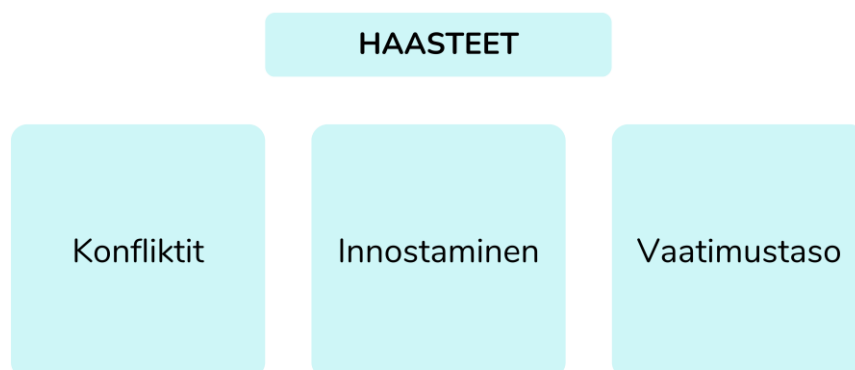 HAASTEET
Konfliktit
Innostaminen
Vaatimustaso